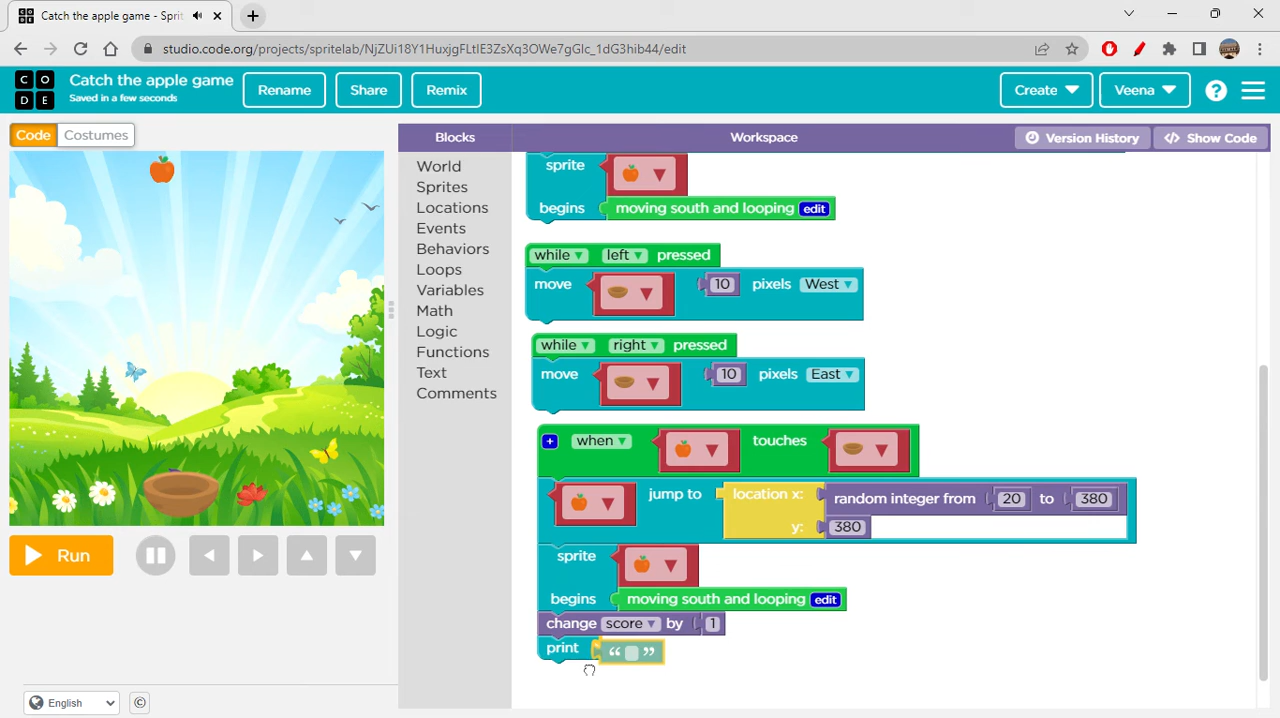 Catch the apple game - Sprit
studio.code.org/projects/spritelab/NjZUi18Y1HuxjgFLtIE3ZsXq3OWe7gGlc_1dG3hib44/edit
C O D E
Catch the apple game
Saved in a few seconds
Rename
Share
Remix
Create
Veena
?
Code
Costumes
Blocks
Workspace
Version History
</> Show Code
World
Sprites
Locations
Events
Behaviors
Loops
Variables
Math
Logic
Functions
Text
Comments
sprite
begins moving south and looping edit
while left pressed
move 10 pixels West
while right pressed
move 10 pixels East
+ when touches
jump to location x: random integer from 20 to 380
y: 380
sprite
begins moving south and looping edit
change score by 1
print “ ”
Run
English
©